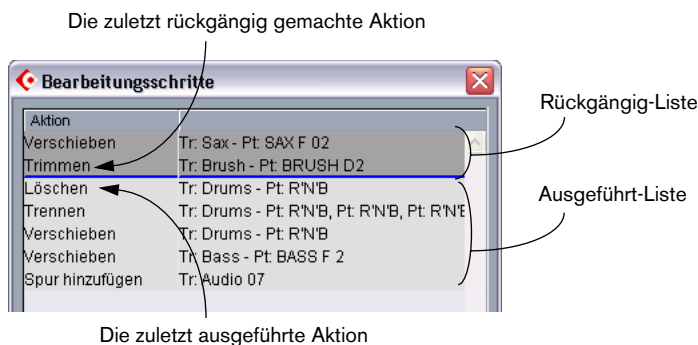 Die zuletzt rückgängig gemachte Aktion
Bearbeitungsschritte
Rückgängig-Liste
Aktion
Verschieben Tr: Sax - Pt: SAX F 02
Trimmen Tr: Brush - Pt: BRUSH D2
Löschen Tr: Drums - Pt: R'N'B
Ausgeführt-Liste
Trennen Tr: Drums - Pt: R'N'B, Pt: R'N'B, Pt: R'N'E
Verschieben Tr: Drums - Pt: R'N'B
Verschieben Tr: Bass - Pt: BASS F 2
Spur hinzufügen Tr: Audio 07
Die zuletzt ausgeführte Aktion